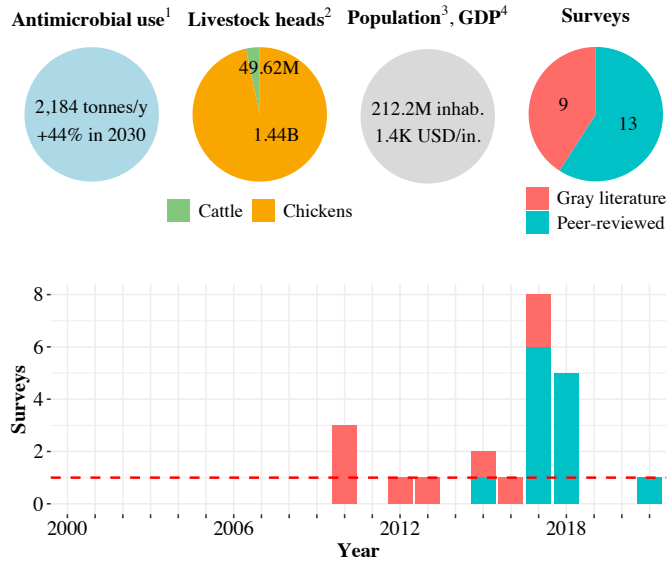 Antimicrobial use1 Livestock heads2 Population3, GDP4 Surveys
2,184 tonnes/y
+44% in 2030
49.62M
1.44B
212.2M inhab.
1.4K USD/in.
9
13
Cattle Chickens
Gray literature
Peer-reviewed
8
6
4
2
0
Surveys
2000 2006 2012 2018
Year